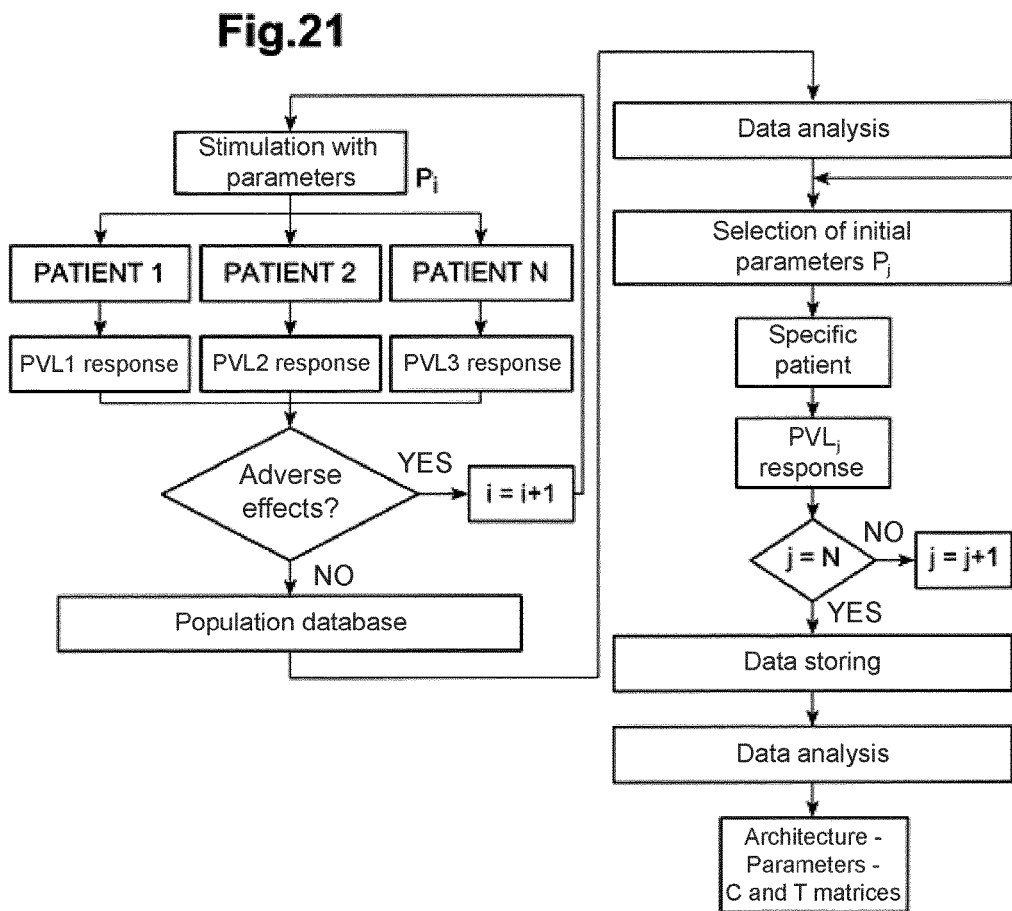 Fig.21
Stimulation with
parameters
Pi
PATIENT 1
PATIENT 2
PATIENT N
PVL1 response
PVL2 response
PVL3 response
Adverse
effects?
YES
i = i+1
NO
Population database
Data analysis
Selection of initial
parameters Pj
Specific
patient
PVLj
response
j = N
NO
j = j+1
YES
Data storing
Data analysis
Architecture -
Parameters -
C and T matrices